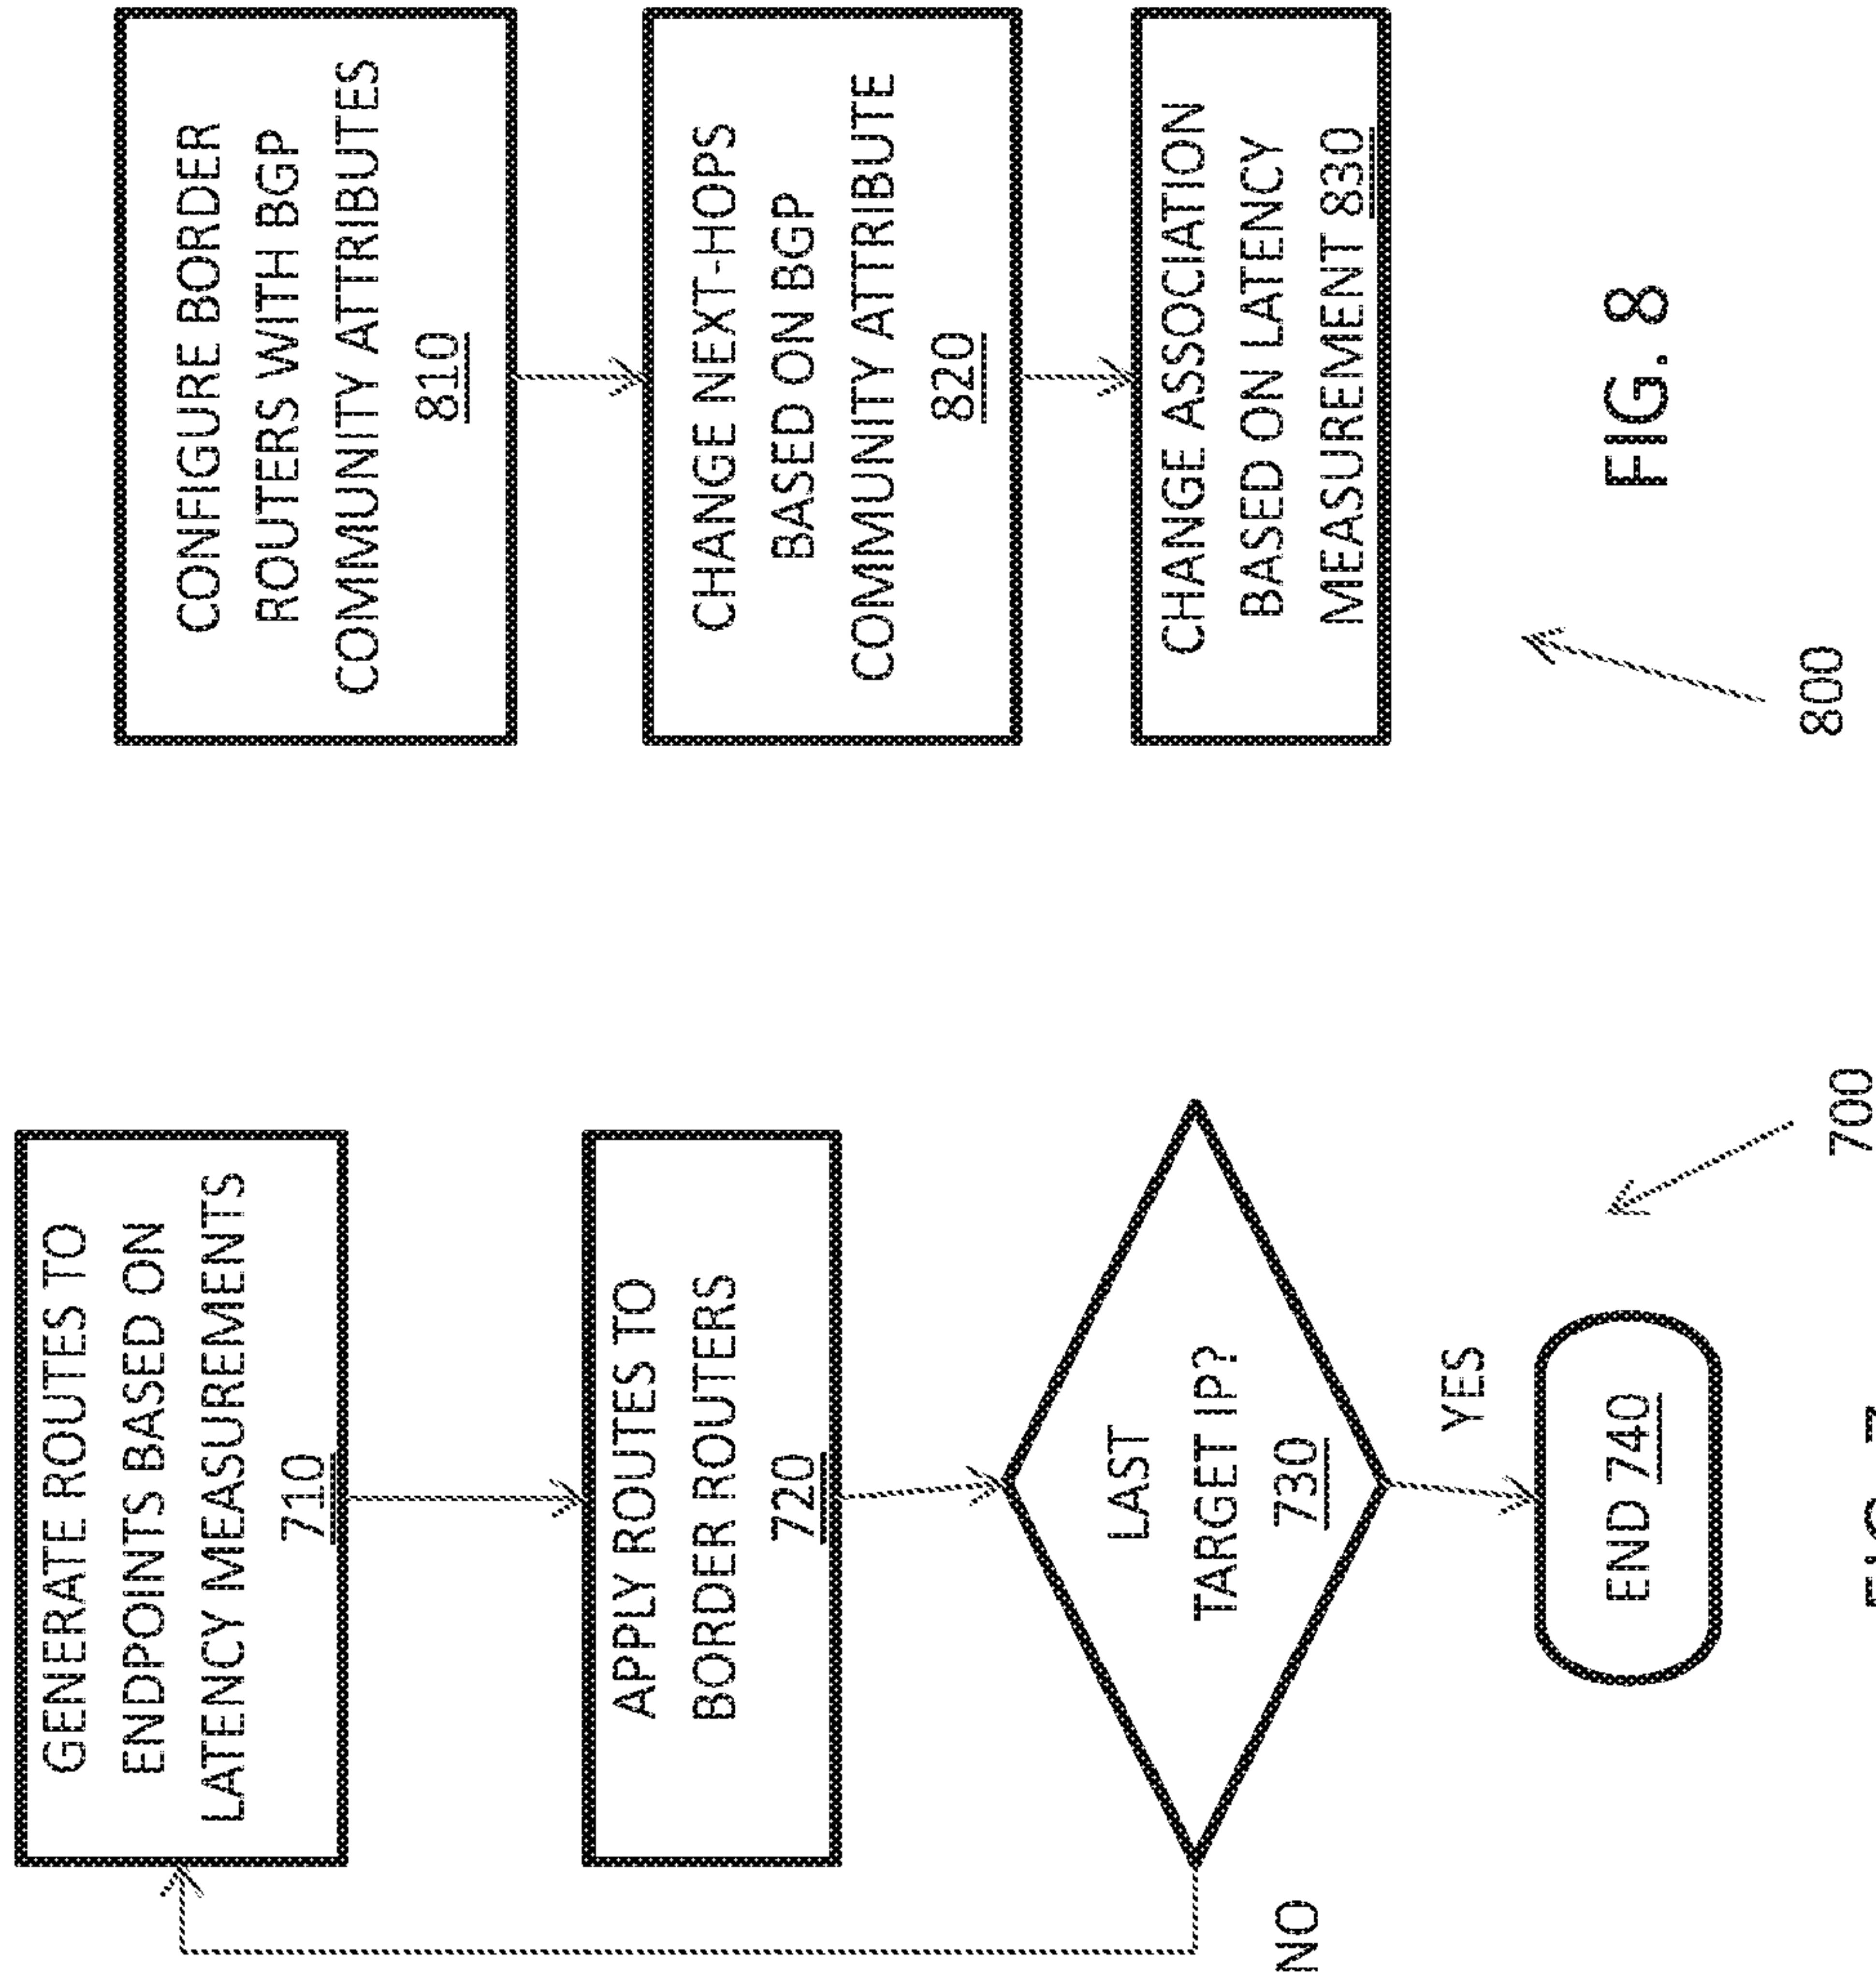 GENERATE ROUTES TO
ENDPOINTS BASED ON
LATENCY MEASUREMENTS
710
APPLY ROUTES TO
BORDER ROUTERS
720
LAST
TARGET IP?
730
NO
YES
END 740
700
CONFIGURE BORDER
ROUTERS WITH BGP
COMMUNITY ATTRIBUTES
810
CHANGE NEXT-HOPS
BASED ON BGP
COMMUNITY ATTRIBUTE
820
CHANGE ASSOCIATION
BASED ON LATENCY
MEASUREMENT 830
FIG. 8
800